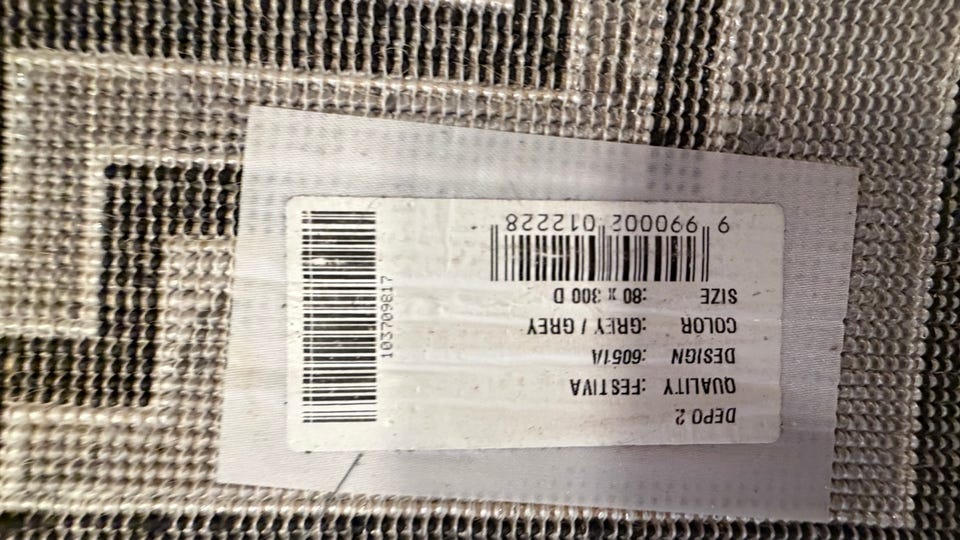 DEPO 2
QUALITY :FESTIVA
DESIGN :6051A
COLOR :GREY / GREY
SIZE :80 x 300 D
9 990002 012228
103709817